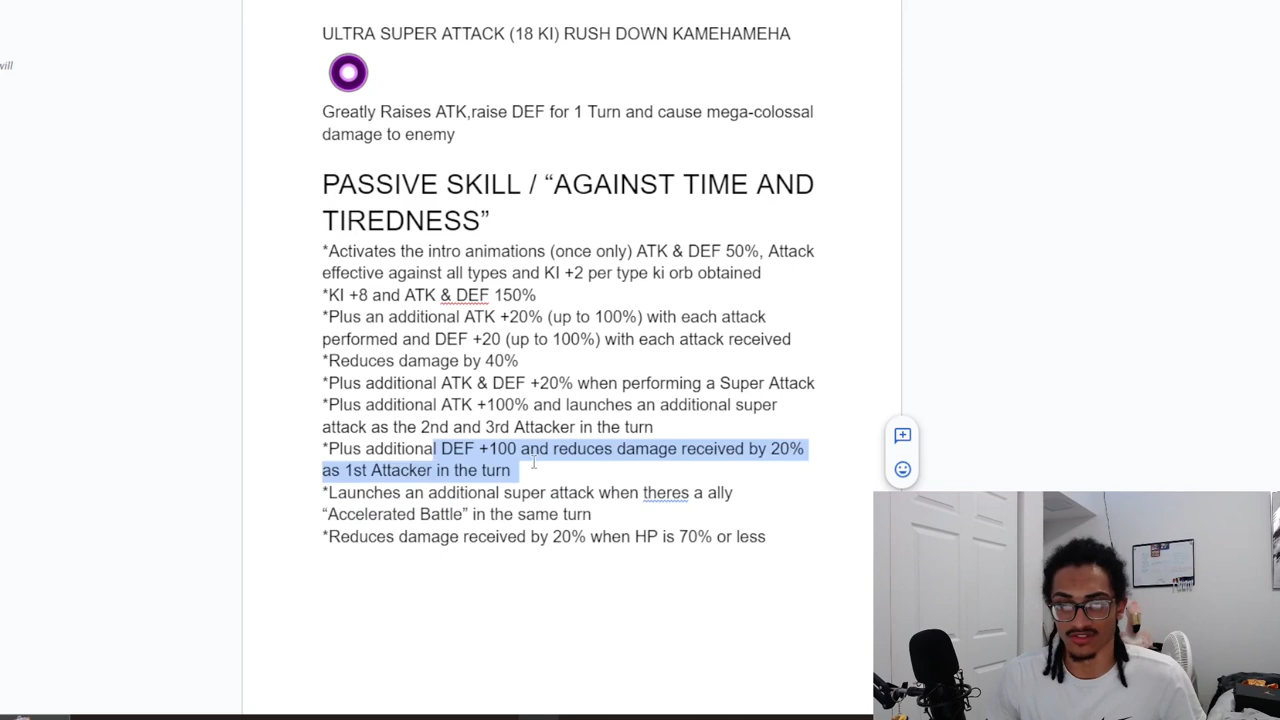 will
ULTRA SUPER ATTACK (18 KI) RUSH DOWN KAMEHAMEHA
Greatly Raises ATK,raise DEF for 1 Turn and cause mega-colossal
damage to enemy
PASSIVE SKILL / “AGAINST TIME AND
TIREDNESS”
*Activates the intro animations (once only) ATK & DEF 50%, Attack
effective against all types and KI +2 per type ki orb obtained
*KI +8 and ATK & DEF 150%
*Plus an additional ATK +20% (up to 100%) with each attack
performed and DEF +20 (up to 100%) with each attack received
*Reduces damage by 40%
*Plus additional ATK & DEF +20% when performing a Super Attack
*Plus additional ATK +100% and launches an additional super
attack as the 2nd and 3rd Attacker in the turn
*Plus additional DEF +100 and reduces damage received by 20%
as 1st Attacker in the turn
*Launches an additional super attack when theres a ally
“Accelerated Battle” in the same turn
*Reduces damage received by 20% when HP is 70% or less